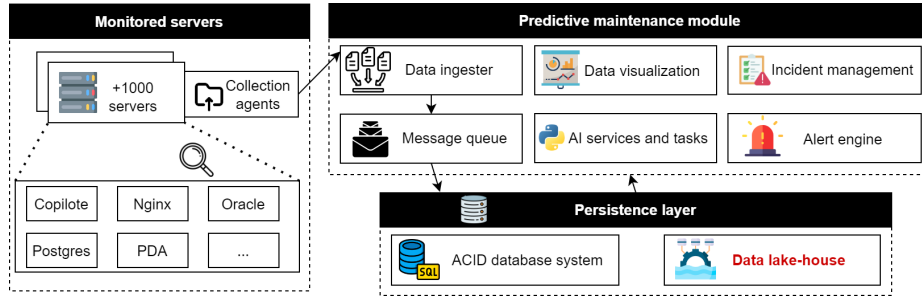 Monitored servers
+1000
servers
Collection
agents
Copilote
Nginx
Oracle
Postgres
PDA
...
Predictive maintenance module
Data ingester
Data visualization
Incident management
Message queue
AI services and tasks
Alert engine
Persistence layer
SQL
ACID database system
Data lake-house